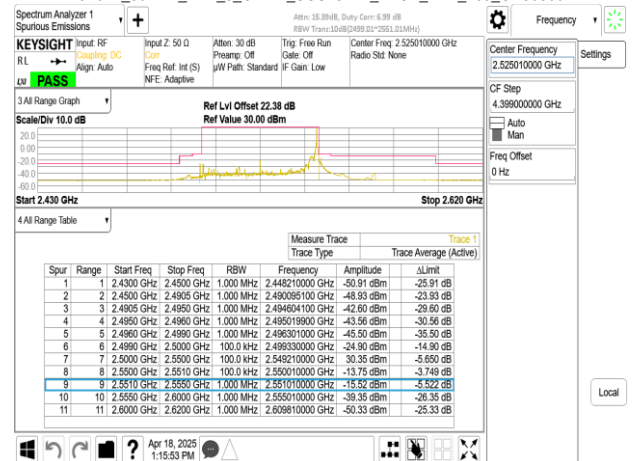 Spectrum Analyzer 1
Spurious Emissions
Attn: 15.39dB, Duty Corr: 6.99 dB
RBW Trans:10dB(2499.01~2551.01MHz)
Frequency
KEYSIGHT Input: RF Input Z: 50 Ω Atten: 30 dB Trig: Free Run Center Freq: 2.525010000 GHz
RL Coupling: DC Corr Preamp: Off Gate: Off Radio Std: None
Align: Auto Freq Ref: Int (S) µW Path: Standard IF Gain: Low
LXI PASS NFE: Adaptive
Center Frequency
2.525010000 GHz
Settings
CF Step
4.399000000 GHz
Auto
Man
Freq Offset
0 Hz
3 All Range Graph
Ref Lvl Offset 22.38 dB
Scale/Div 10.0 dB Ref Value 30.00 dBm
20.0
0.00
-20.0
-40.0
-60.0
Start 2.430 GHz Stop 2.620 GHz
4 All Range Table
Measure Trace Trace 1
Trace Type Trace Average (Active)
Spur Range Start Freq Stop Freq RBW Frequency Amplitude ΔLimit
1 1 2.4300 GHz 2.4500 GHz 1.000 MHz 2.448210000 GHz -50.91 dBm -25.91 dB
2 2 2.4500 GHz 2.4905 GHz 1.000 MHz 2.490095100 GHz -48.93 dBm -23.93 dB
3 3 2.4905 GHz 2.4950 GHz 1.000 MHz 2.494604100 GHz -42.60 dBm -29.60 dB
4 4 2.4950 GHz 2.4960 GHz 1.000 MHz 2.495019900 GHz -43.56 dBm -30.56 dB
5 5 2.4960 GHz 2.4990 GHz 1.000 MHz 2.496301000 GHz -45.50 dBm -35.50 dB
6 6 2.4990 GHz 2.5000 GHz 100.0 kHz 2.499330000 GHz -24.90 dBm -14.90 dB
7 7 2.5000 GHz 2.5500 GHz 100.0 kHz 2.549210000 GHz 30.35 dBm -5.650 dB
8 8 2.5500 GHz 2.5510 GHz 100.0 kHz 2.550010000 GHz -13.75 dBm -3.749 dB
9 9 2.5510 GHz 2.5550 GHz 1.000 MHz 2.551010000 GHz -15.52 dBm -5.522 dB
10 10 2.5550 GHz 2.6000 GHz 1.000 MHz 2.555010000 GHz -39.35 dBm -26.35 dB
11 11 2.6000 GHz 2.6200 GHz 1.000 MHz 2.609810000 GHz -50.33 dBm -25.33 dB
Local
Apr 18, 2025
1:15:53 PM